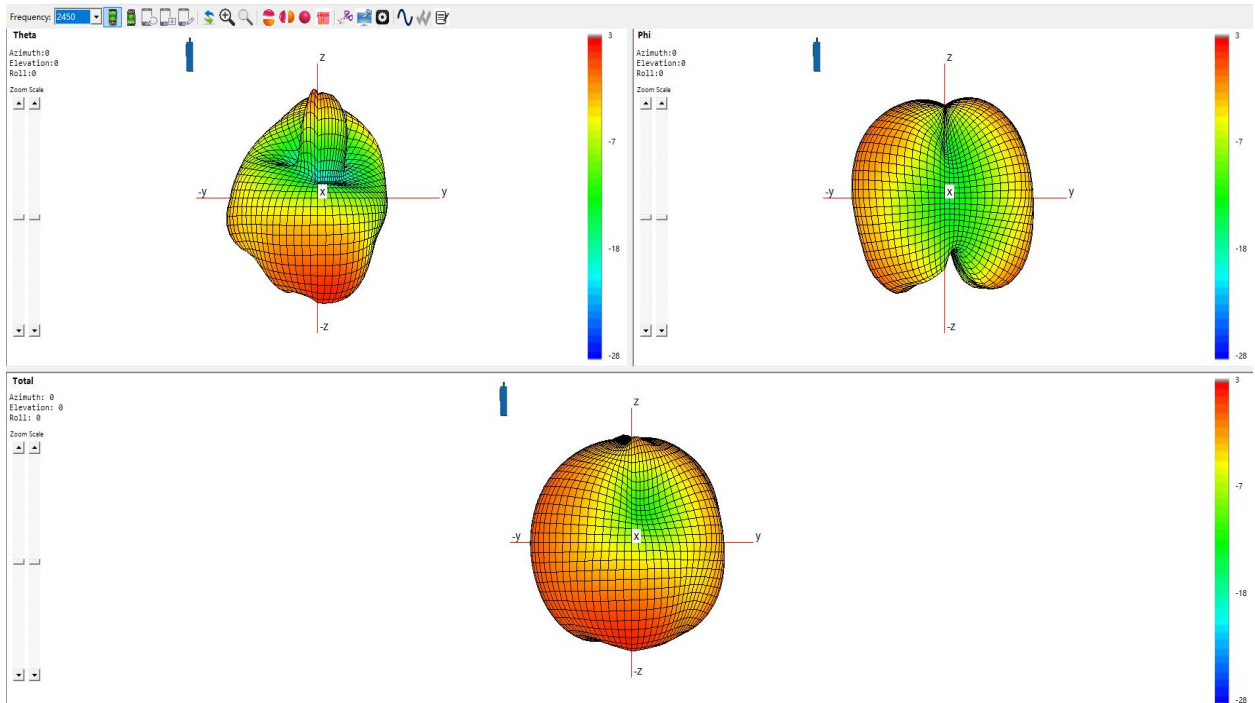 Frequency: 2450
Theta
Azimuth:0
Elevation:0
Roll:0
Zoom Scale
z
-y
x
y
-z
3
-7
-18
-28
Phi
Azimuth:0
Elevation:0
Roll:0
Zoom Scale
z
-y
x
y
-z
3
-7
-18
-28
Total
Azimuth: 0
Elevation: 0
Roll: 0
Zoom Scale
z
-y
x
y
-z
3
-7
-18
-28